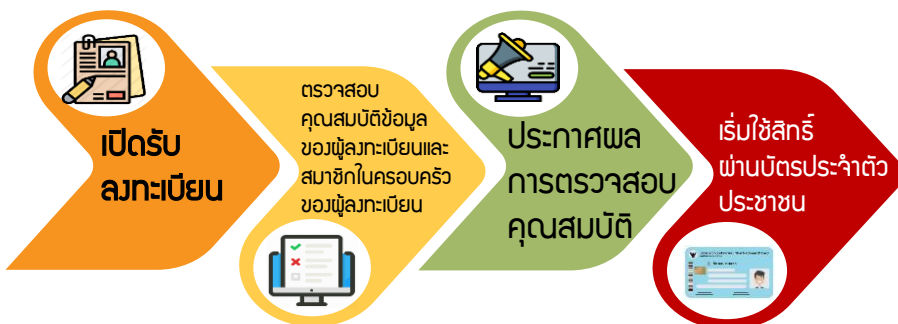 เปิดรับ
ลงทะเบียน
ตรวจสอบ
คุณสมบัติข้อมูล
ของผู้ลงทะเบียนและ
สมาชิกในครอบครัว
ของผู้ลงทะเบียน
ประกาศผล
การตรวจสอบ
คุณสมบัติ
เริ่มใช้สิทธิ์
ผ่านบัตรประจำตัว
ประชาชน